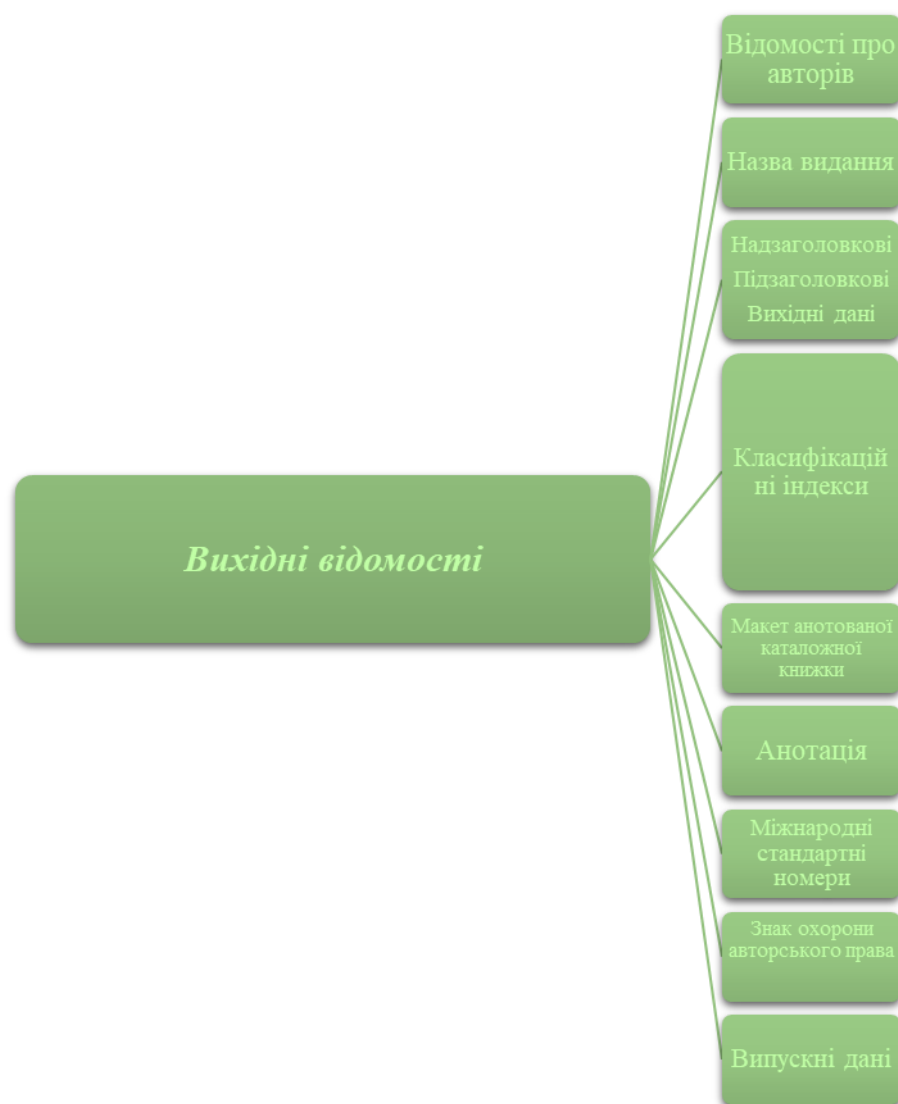 Відомості про
авторів
Назва видання
Надзаголовкові
Підзаголовкові
Вихідні дані
Класифікацій
ні індекси
Вихідні відомості
Макет анотованої
каталожної
книжки
Анотація
Міжнародні
стандартні
номери
Знак охорони
авторського права
Випускні дані